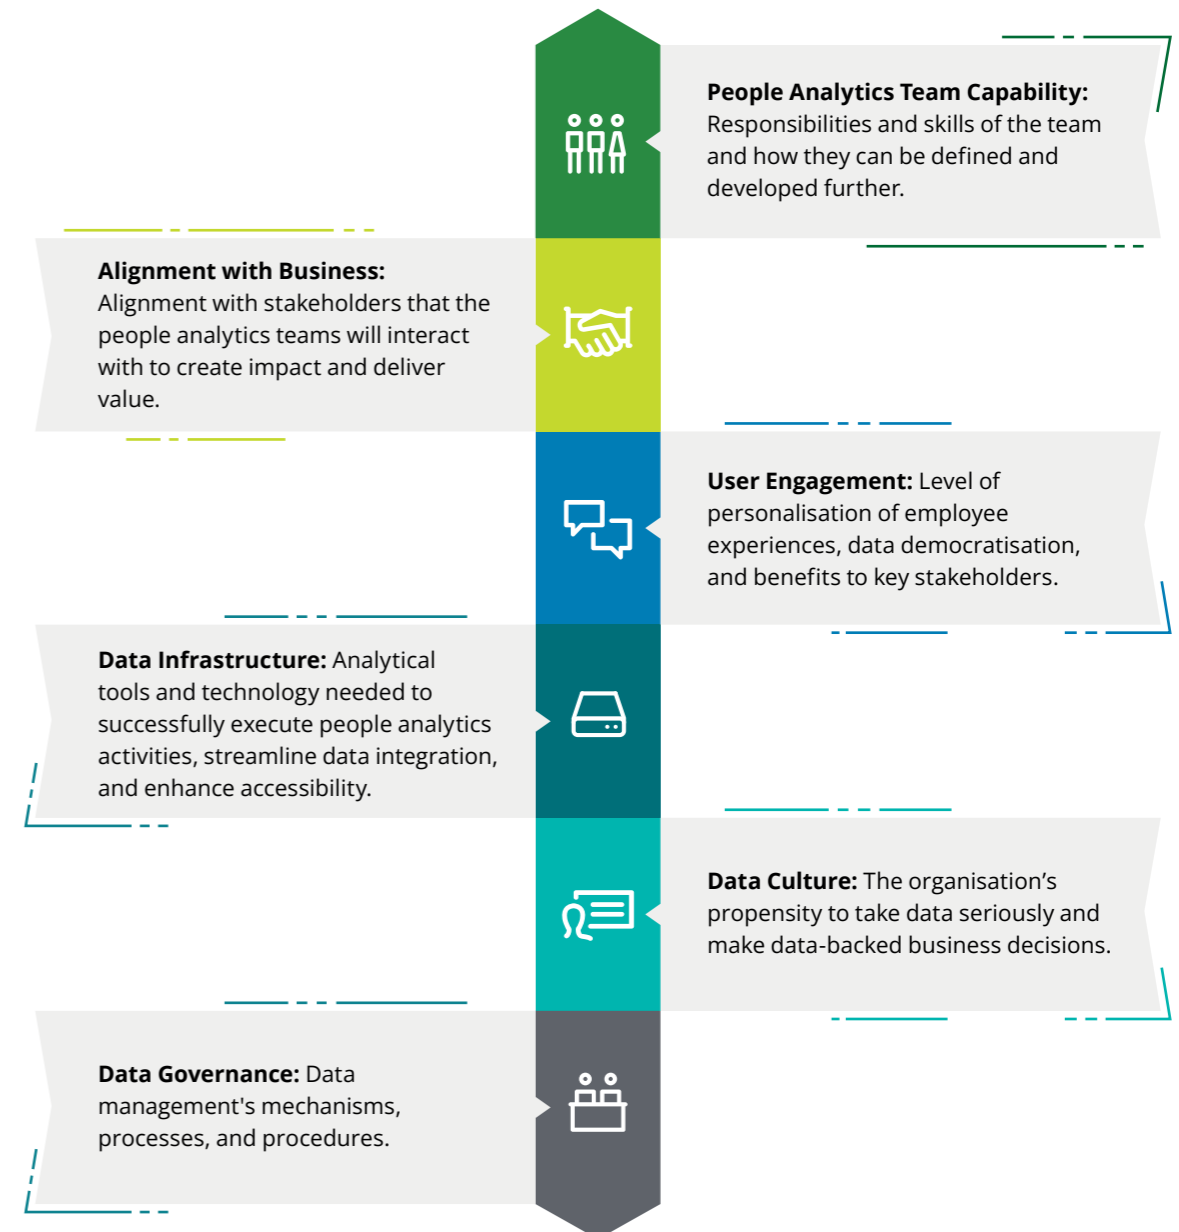 People Analytics Team Capability:
Responsibilities and skills of the team
and how they can be defined and
developed further.
Alignment with Business:
Alignment with stakeholders that the
people analytics teams will interact
with to create impact and deliver
value.
User Engagement: Level of
personalisation of employee
experiences, data democratisation,
and benefits to key stakeholders.
Data Infrastructure: Analytical
tools and technology needed to
successfully execute people analytics
activities, streamline data integration,
and enhance accessibility.
Data Culture: The organisation’s
propensity to take data seriously and
make data-backed business decisions.
Data Governance: Data
management's mechanisms,
processes, and procedures.